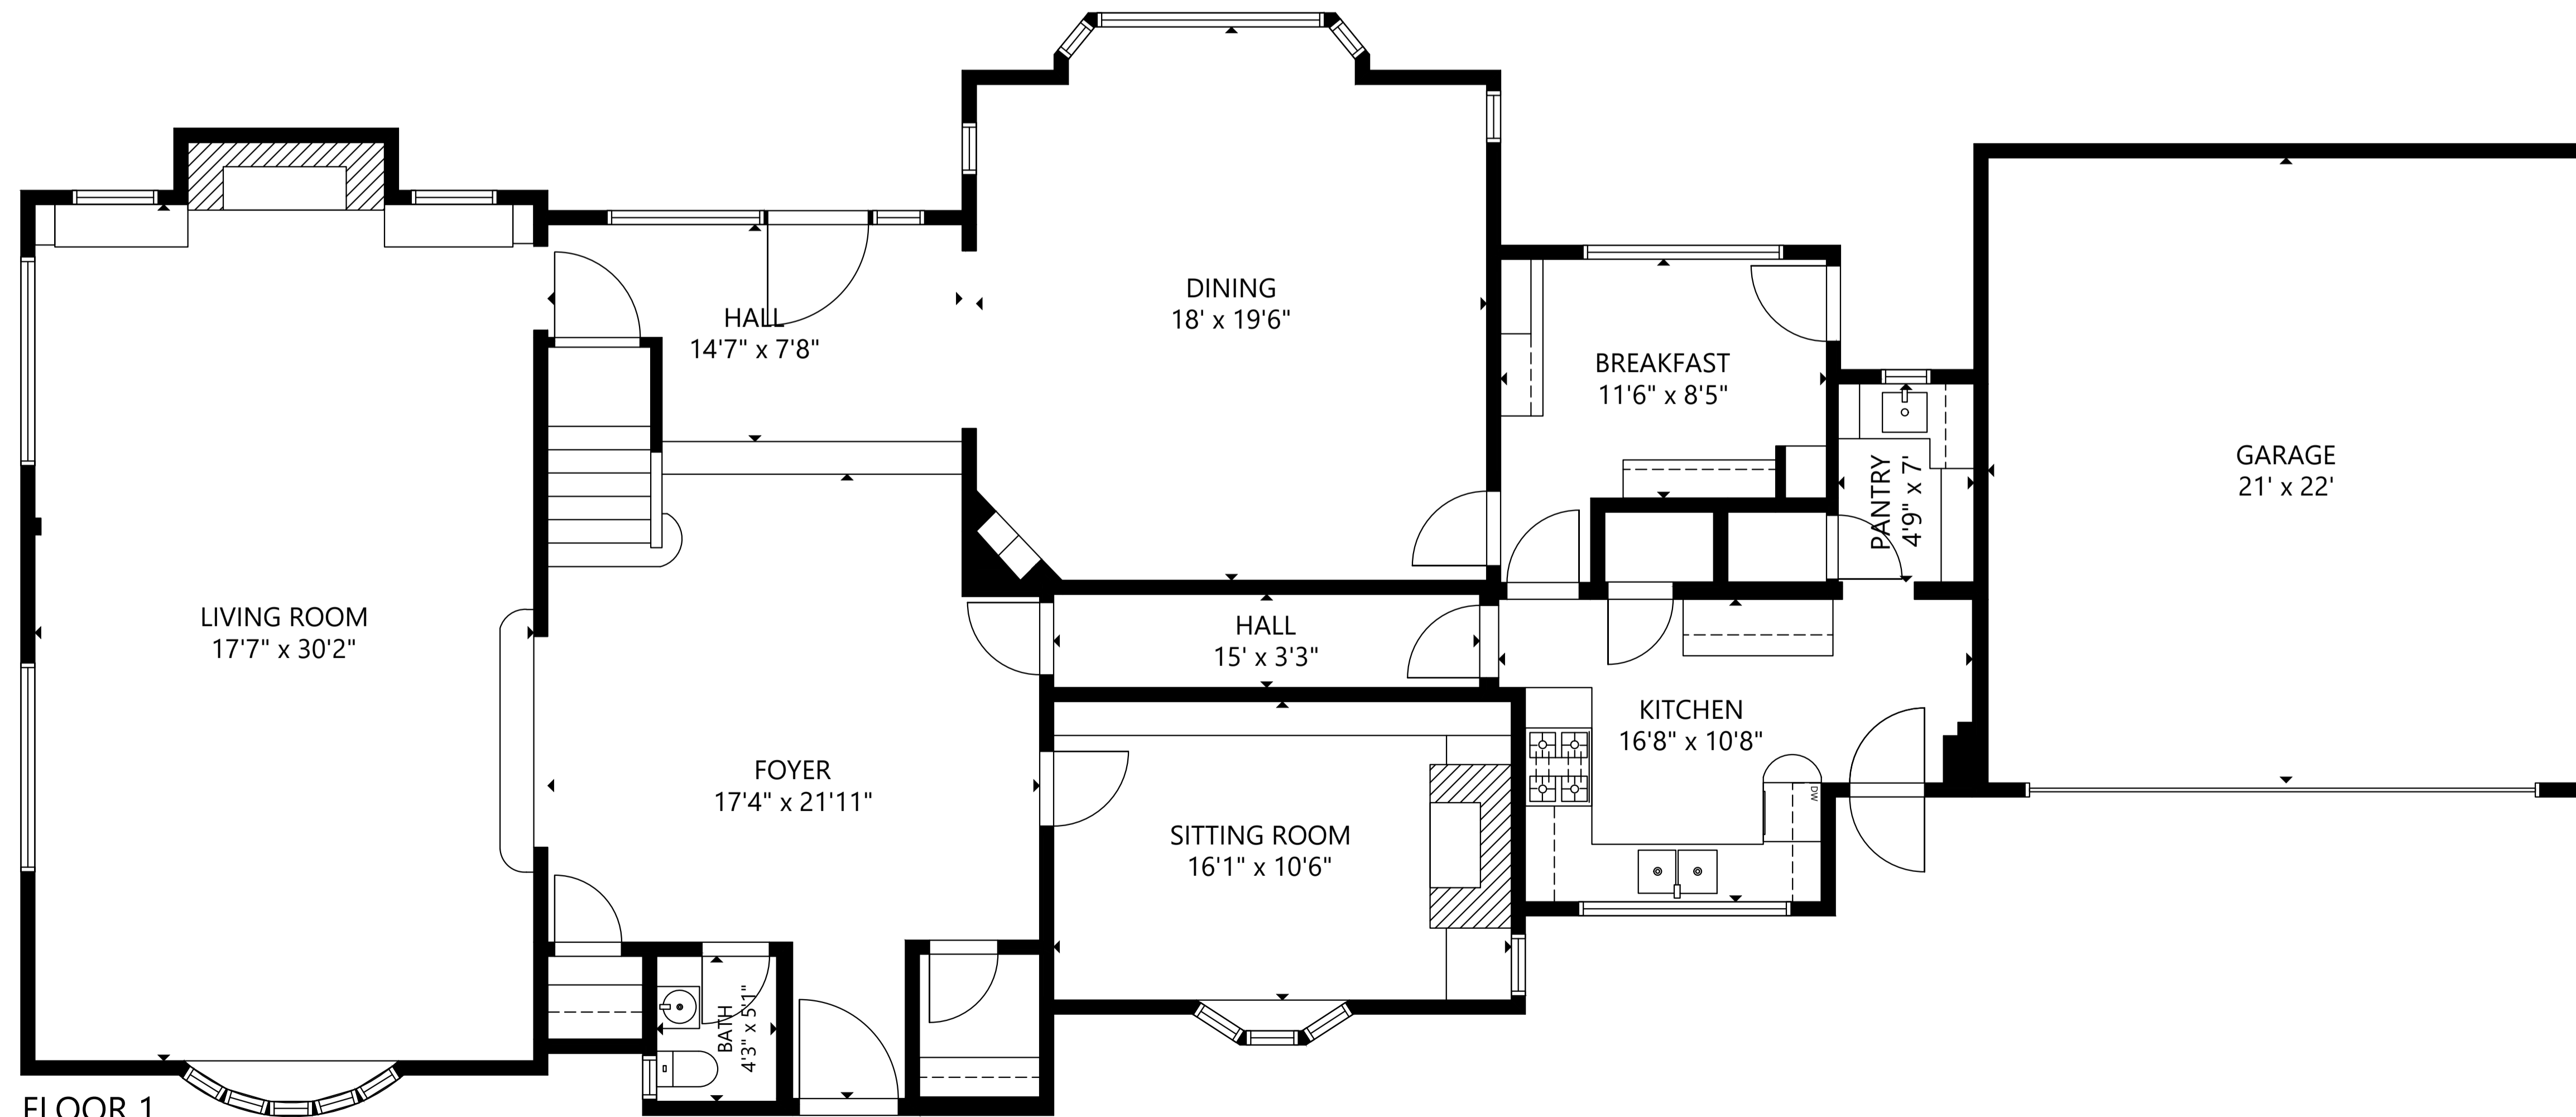 DINING
18' x 19'6"
HALL
14'7" x 7'8"
BREAKFAST
11'6" x 8'5"
PANTRY
4'9" x 7'
GARAGE
21' x 22'
LIVING ROOM
17'7" x 30'2"
HALL
15' x 3'3"
KITCHEN
16'8" x 10'8"
DW
FOYER
17'4" x 21'11"
SITTING ROOM
16'1" x 10'6"
BATH
4'3" x 5'1"
FLOOR 1